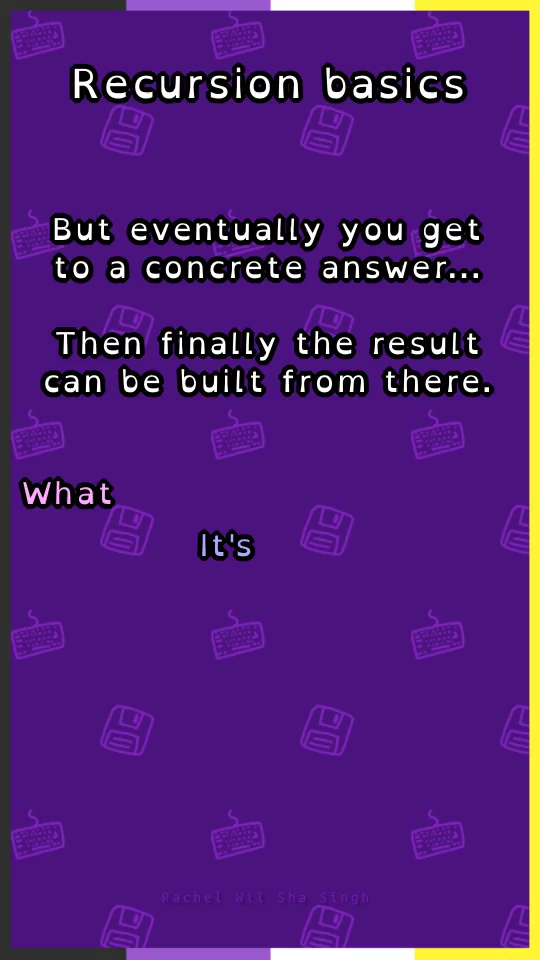 Recursion basics
But eventually you get
to a concrete answer...
Then finally the result
can be built from there.
What
It's
Rachel Wil Sha Singh